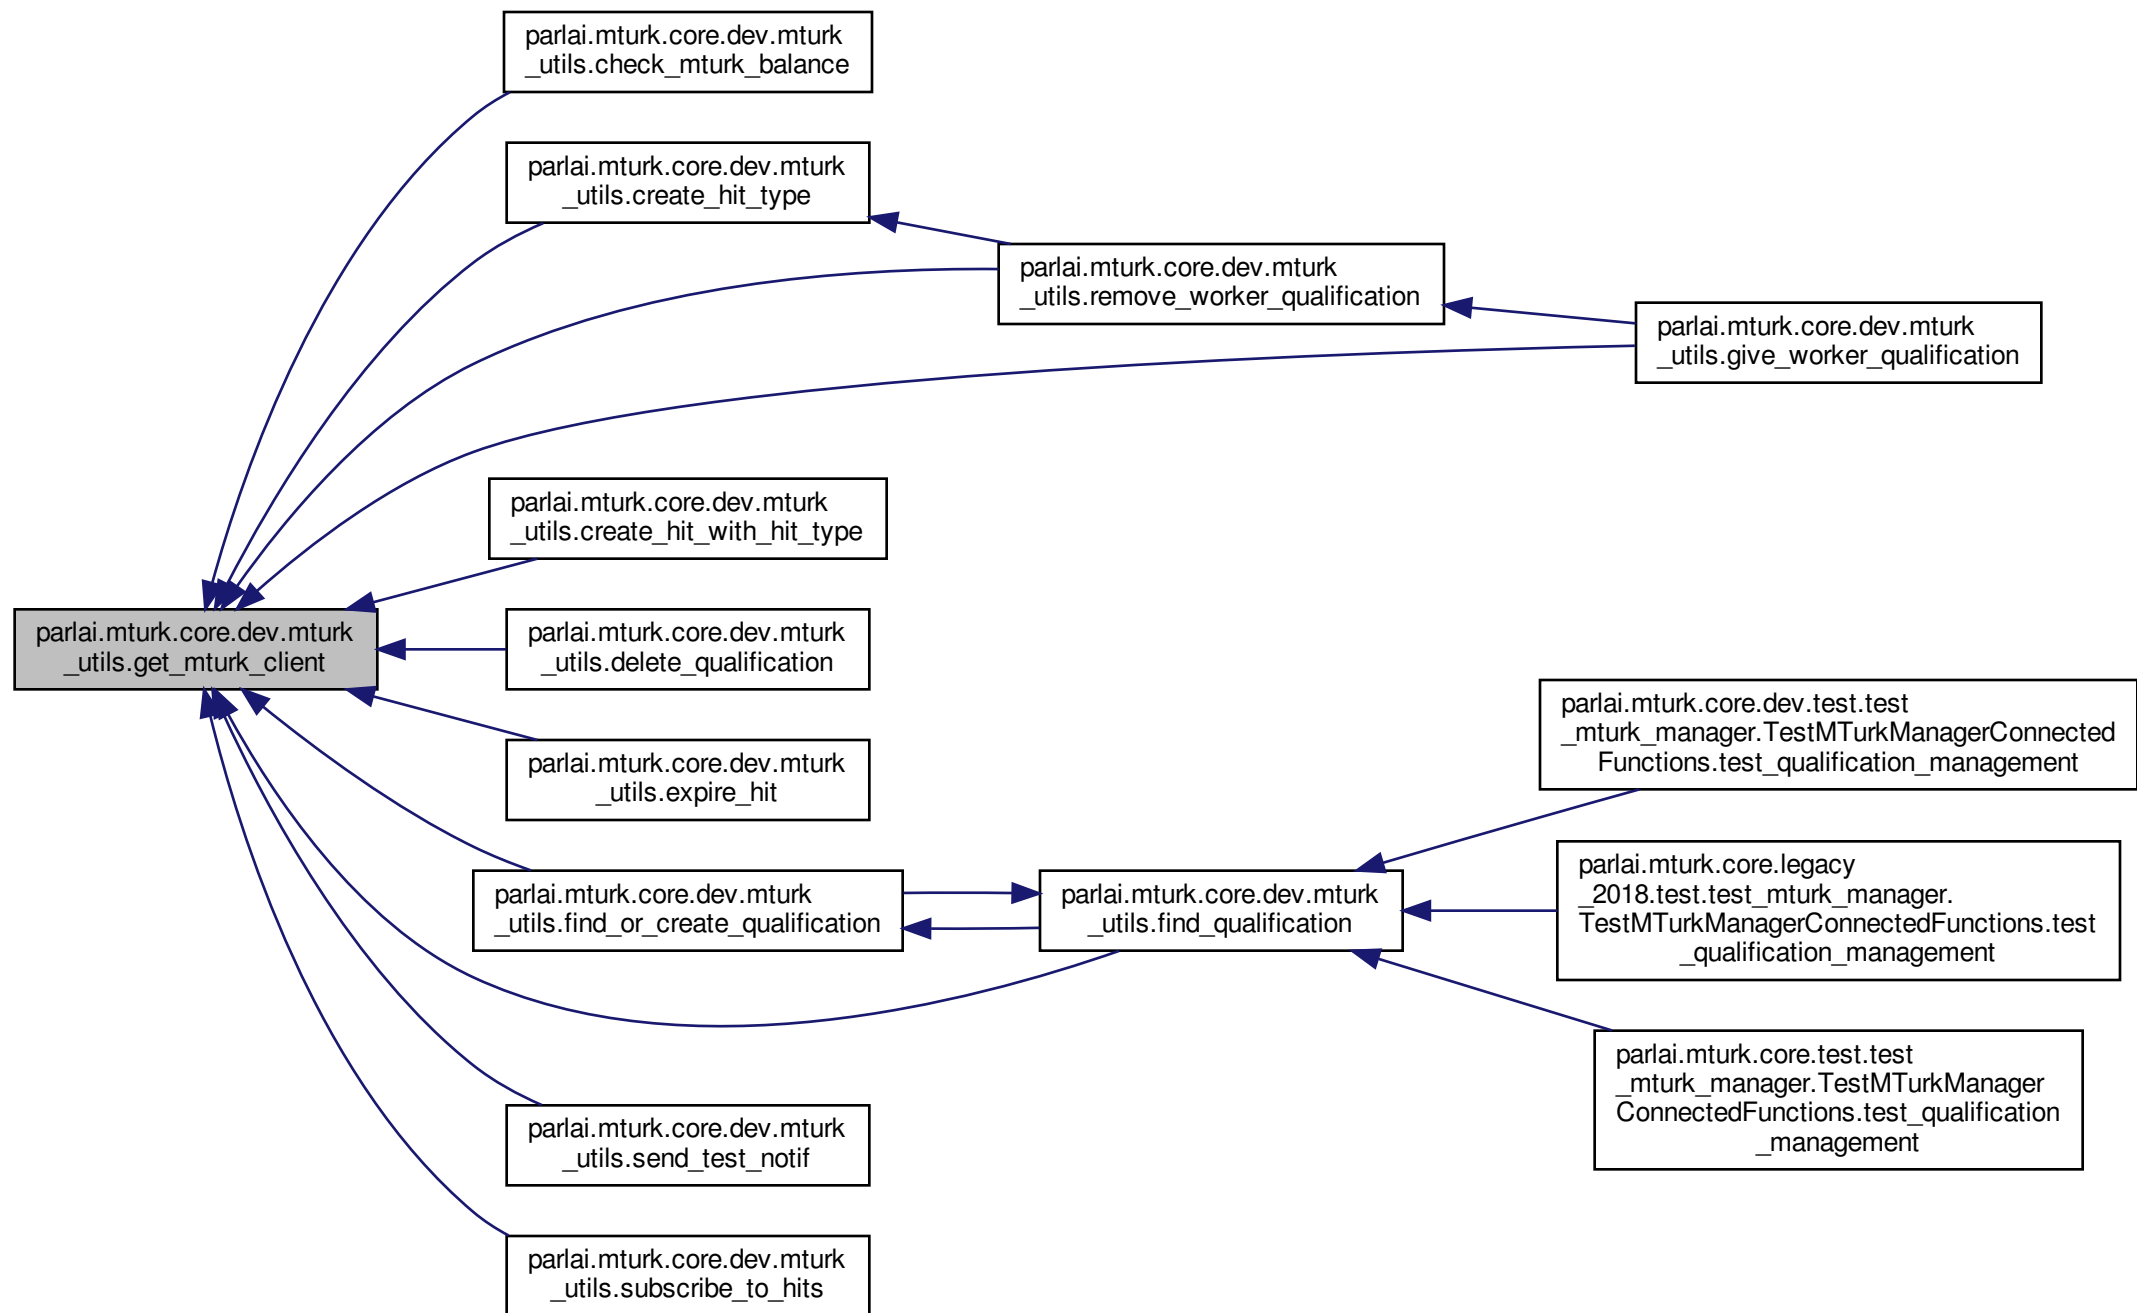 parlai.mturk.core.dev.mturk
_utils.check_mturk_balance
parlai.mturk.core.dev.mturk
_utils.create_hit_type
parlai.mturk.core.dev.mturk
_utils.remove_worker_qualification
parlai.mturk.core.dev.mturk
_utils.give_worker_qualification
parlai.mturk.core.dev.mturk
_utils.create_hit_with_hit_type
parlai.mturk.core.dev.mturk
_utils.get_mturk_client
parlai.mturk.core.dev.mturk
_utils.delete_qualification
parlai.mturk.core.dev.mturk
_utils.expire_hit
parlai.mturk.core.dev.mturk
_utils.find_or_create_qualification
parlai.mturk.core.dev.mturk
_utils.find_qualification
parlai.mturk.core.dev.test.test
_mturk_manager.TestMTurkManagerConnected
Functions.test_qualification_management
parlai.mturk.core.legacy
_2018.test.test_mturk_manager.
TestMTurkManagerConnectedFunctions.test
_qualification_management
parlai.mturk.core.test.test
_mturk_manager.TestMTurkManager
ConnectedFunctions.test_qualification
_management
parlai.mturk.core.dev.mturk
_utils.send_test_notif
parlai.mturk.core.dev.mturk
_utils.subscribe_to_hits